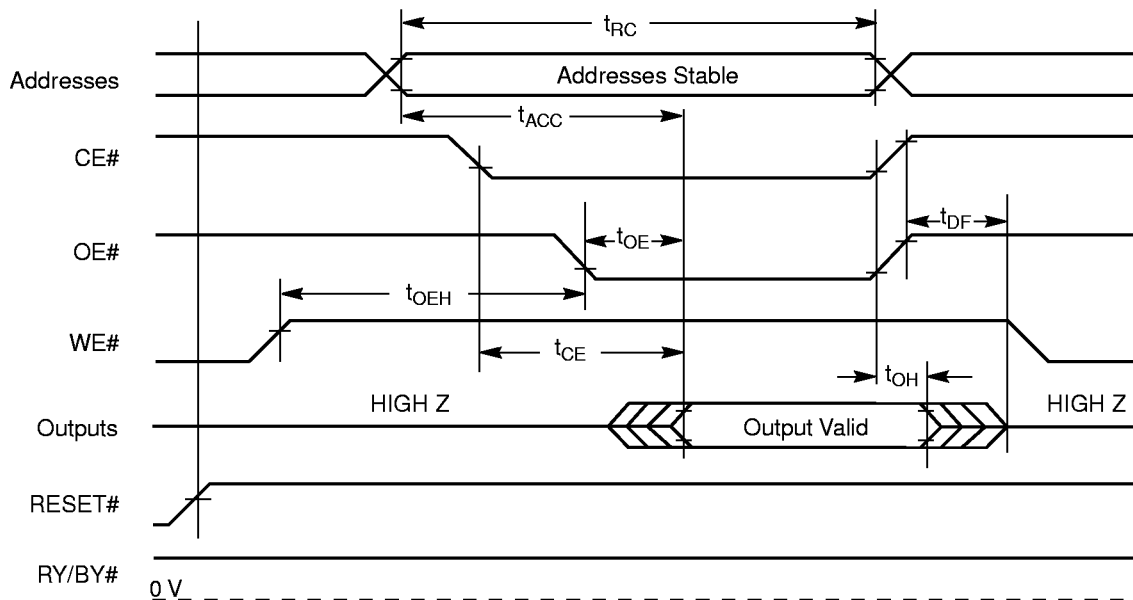 tRC
Addresses
Addresses Stable
tACC
CE#
tDF
OE#
tOE
tOEH
WE#
tCE
tOH
HIGH Z
HIGH Z
Outputs
Output Valid
RESET#
RY/BY#
0 V